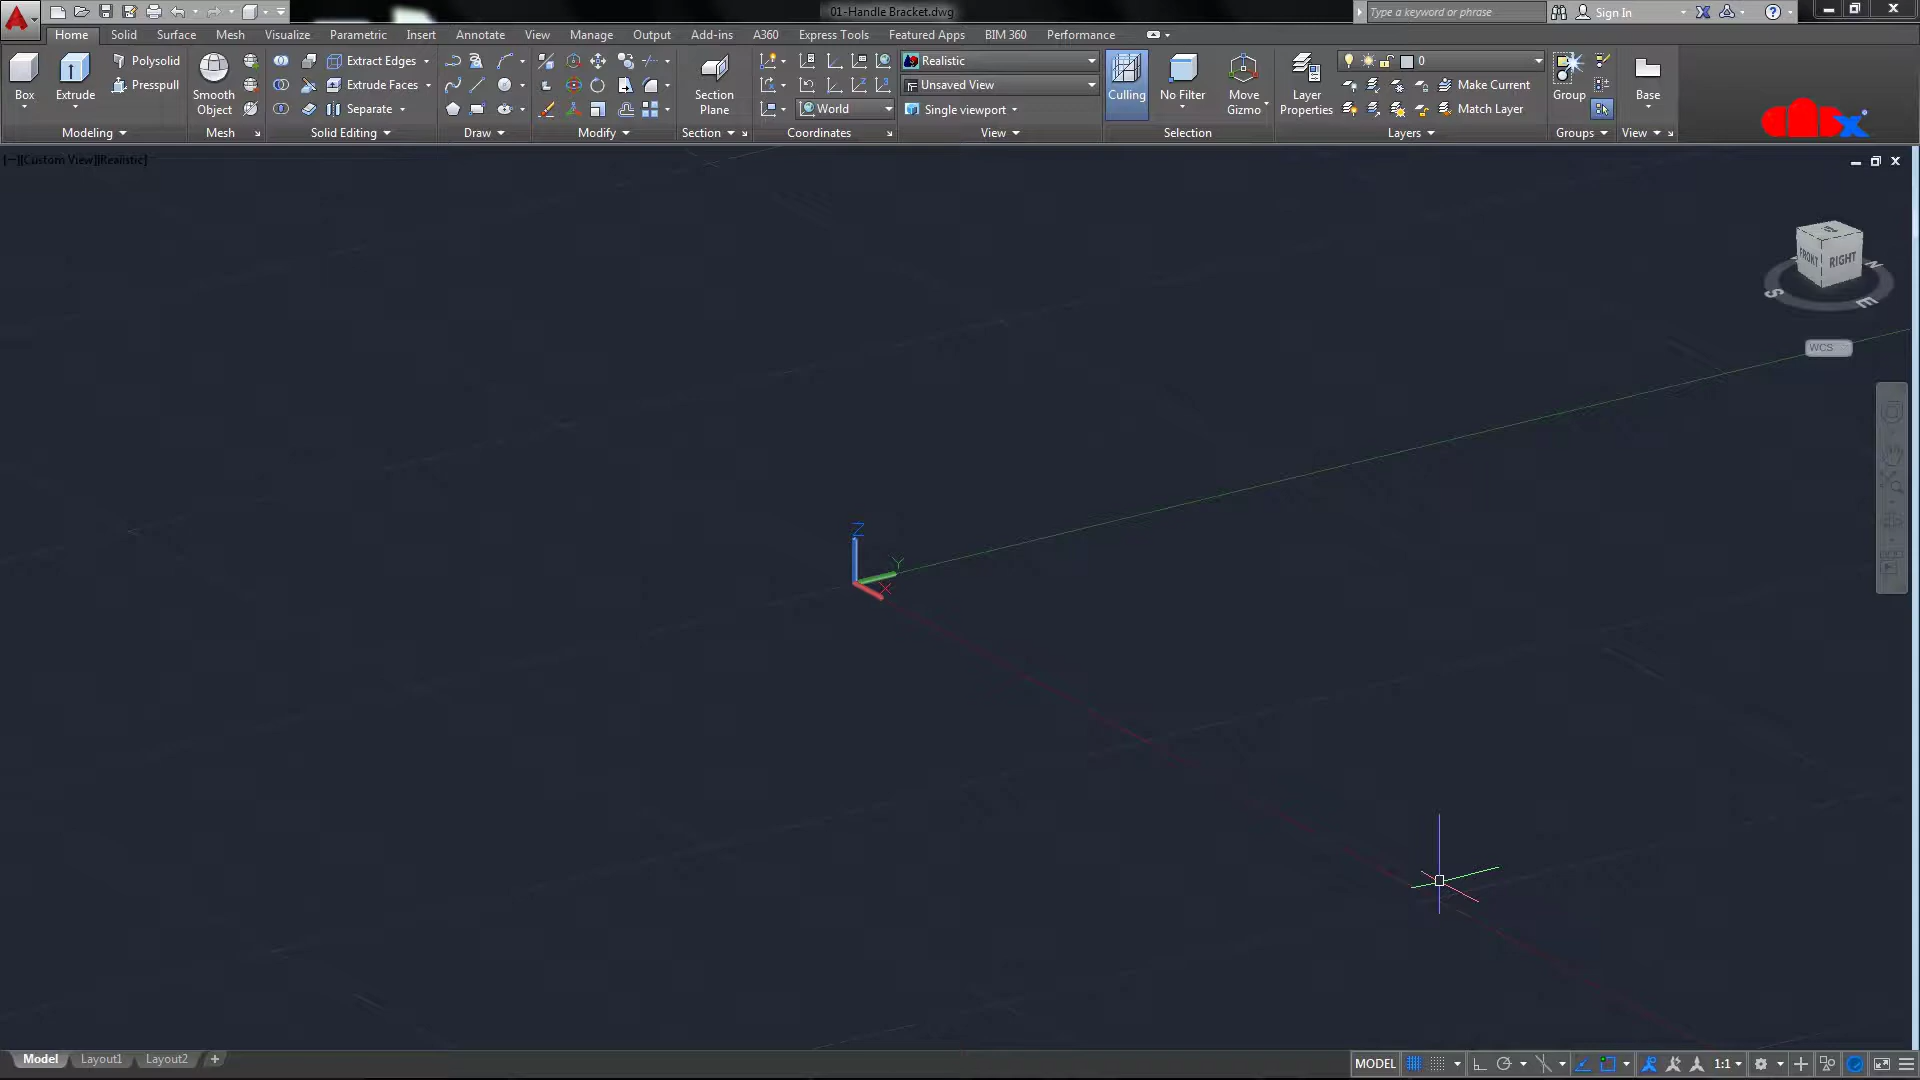 01-Handle Bracket.dwg
Type a keyword or phrase
Sign In
Home Solid Surface Mesh Visualize Parametric Insert Annotate View Manage Output Add-ins A360 Express Tools Featured Apps BIM 360 Performance
Box
Extrude
Polysolid
Presspull
Modeling
Smooth
Object
Mesh
Extract Edges
Extrude Faces
Separate
Solid Editing
Draw
Modify
Section
Plane
Section
World
Coordinates
Realistic
Unsaved View
Single viewport
View
Culling
No Filter
Move
Gizmo
Selection
Layer
Properties
0
Make Current
Match Layer
Layers
Group
Groups
Base
View
[−][Custom View][Realistic]
TOP
FRONT RIGHT
N
S
E
WCS
Z
Y
X
Model Layout1 Layout2 +
MODEL
1:1